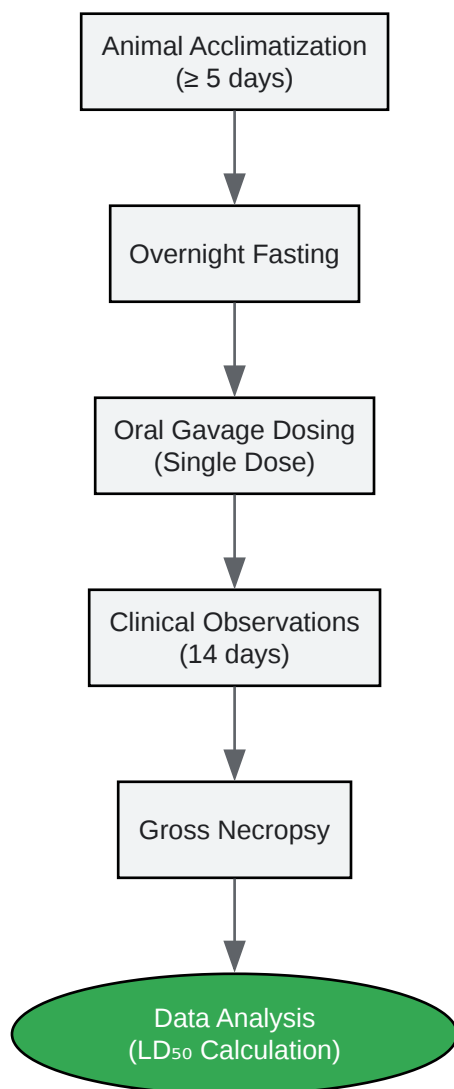 Animal Acclimatization
(≥ 5 days)
Overnight Fasting
Oral Gavage Dosing
(Single Dose)
Clinical Observations
(14 days)
Gross Necropsy
Data Analysis
(LD₅₀ Calculation)